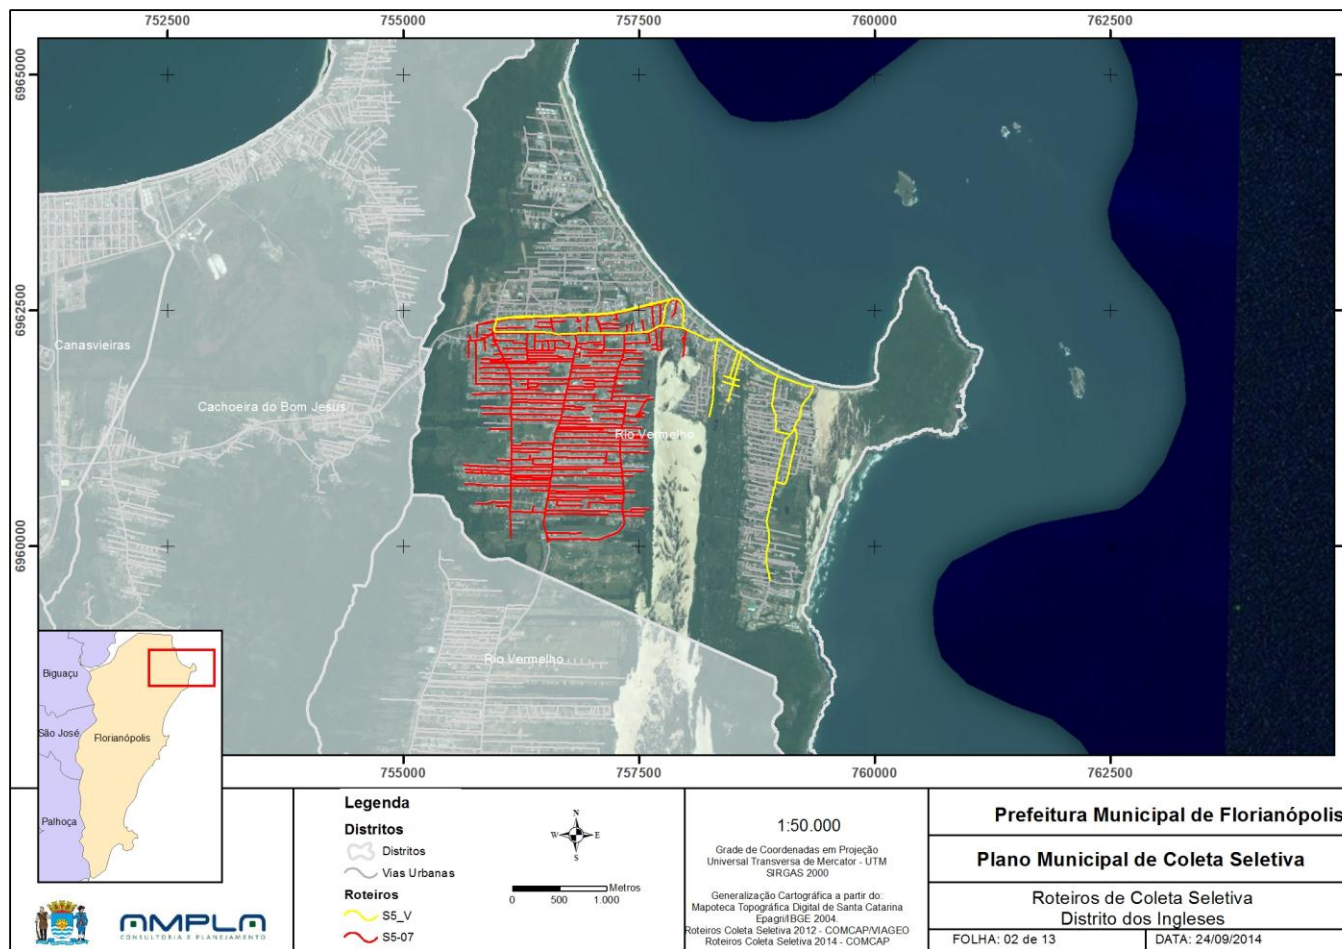 752500 755000 757500 760000 762500
6965000
6962500
6960000
Canasvieiras
Cachoeira do Bom Jesus
Rio Vermelho
Rio Vermelho
755000 757500 760000 762500
Biguaçu
São José
Florianópolis
Palhoça
AMPLA
CONSULTORIA E PLANEJAMENTO
Legenda
Distritos
Distritos
Vias Urbanas
Roteiros
S5_V
S5-07
N
W E
S
Metros
0 500 1.000
1:50.000
Grade de Coordenadas em Projeção
Universal Transversa de Mercator - UTM
SIRGAS 2000
Generalização Cartográfica a partir do:
Mapoteca Topográfica Digital de Santa Catarina
Epagri/IBGE 2004.
Roteiros Coleta Seletiva 2012 - COMCAP/VIAGEO
Roteiros Coleta Seletiva 2014 - COMCAP
Prefeitura Municipal de Florianópolis
Plano Municipal de Coleta Seletiva
Roteiros de Coleta Seletiva
Distrito dos Ingleses
FOLHA: 02 de 13 DATA: 24/09/2014